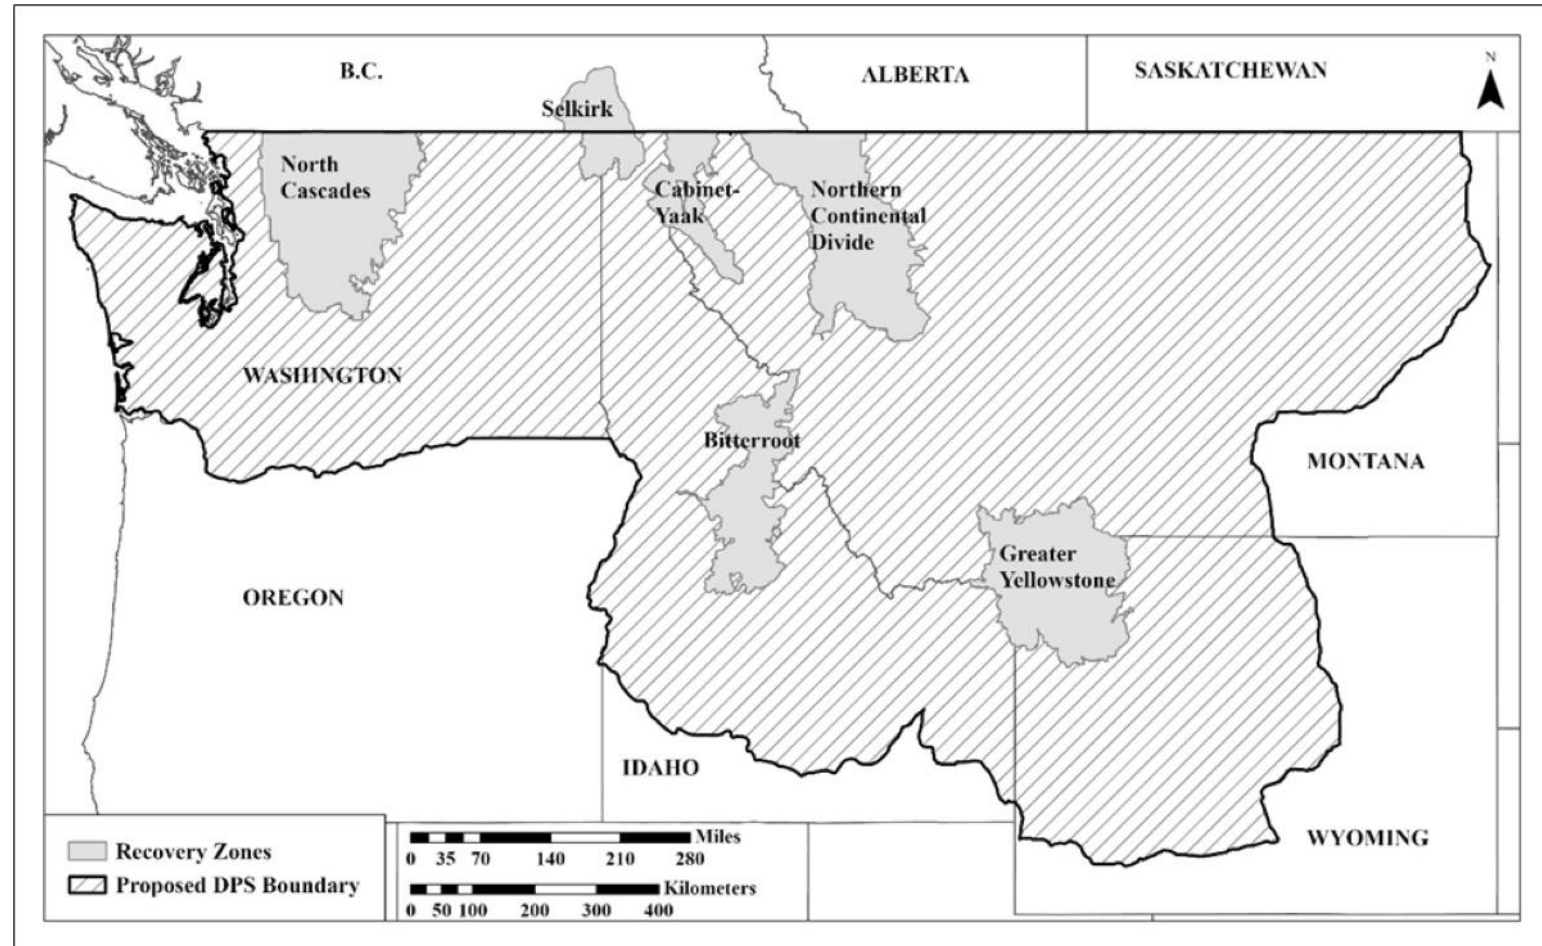 B.C.
ALBERTA
SASKATCHEWAN
N
Selkirk
North
Cascades
Cabinet-
Yaak
Northern
Continental
Divide
WASHINGTON
Bitterroot
MONTANA
Greater
Yellowstone
OREGON
IDAHO
WYOMING
Recovery Zones
Proposed DPS Boundary
Miles
0 35 70 140 210 280
Kilometers
0 50 100 200 300 400